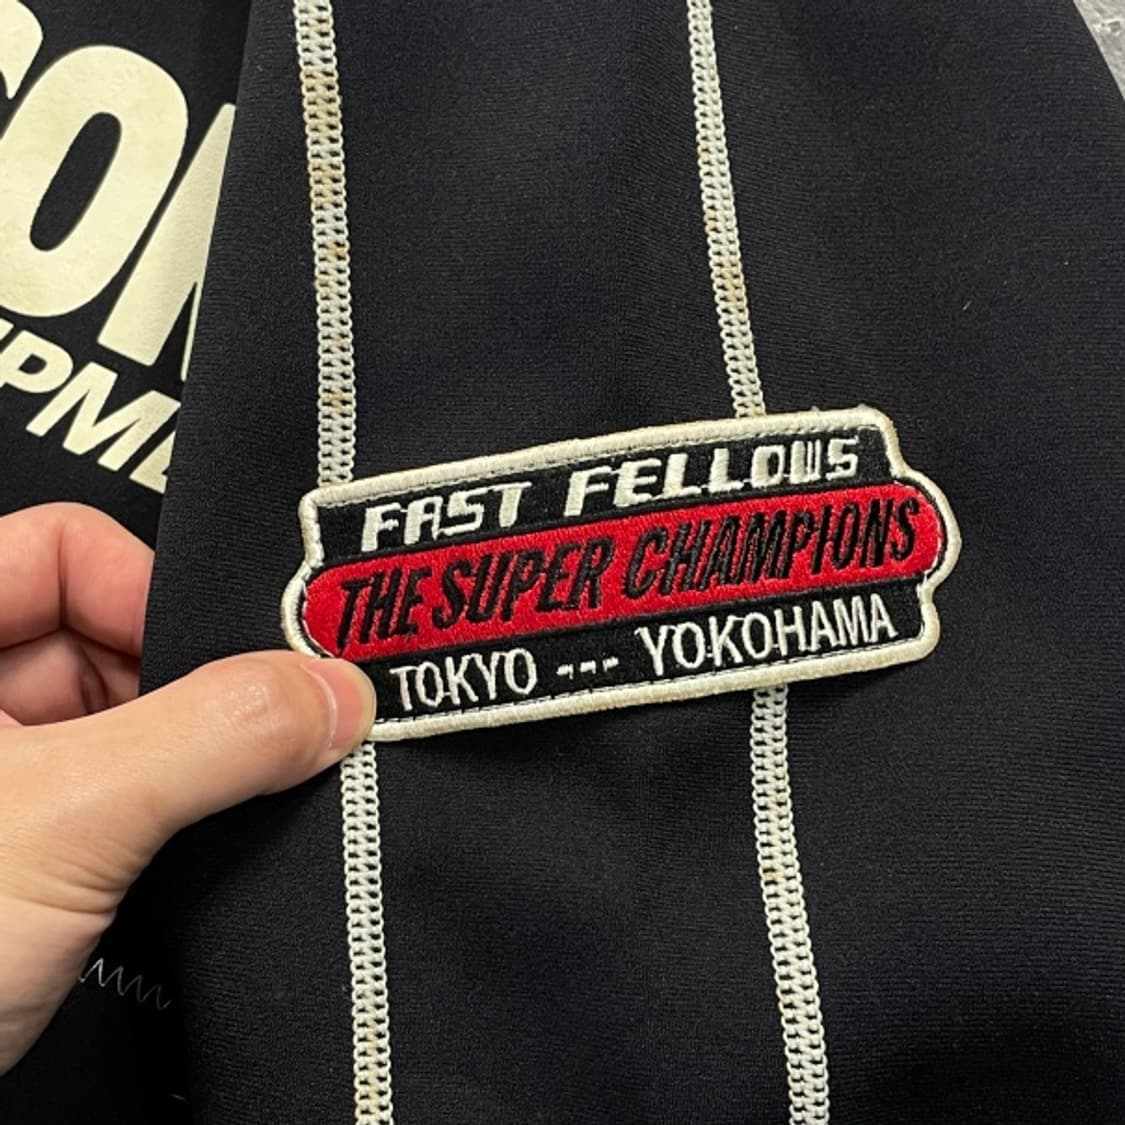 FAST FELLOWS
THE SUPER CHAMPIONS
TOKYO --- YOKOHAMA